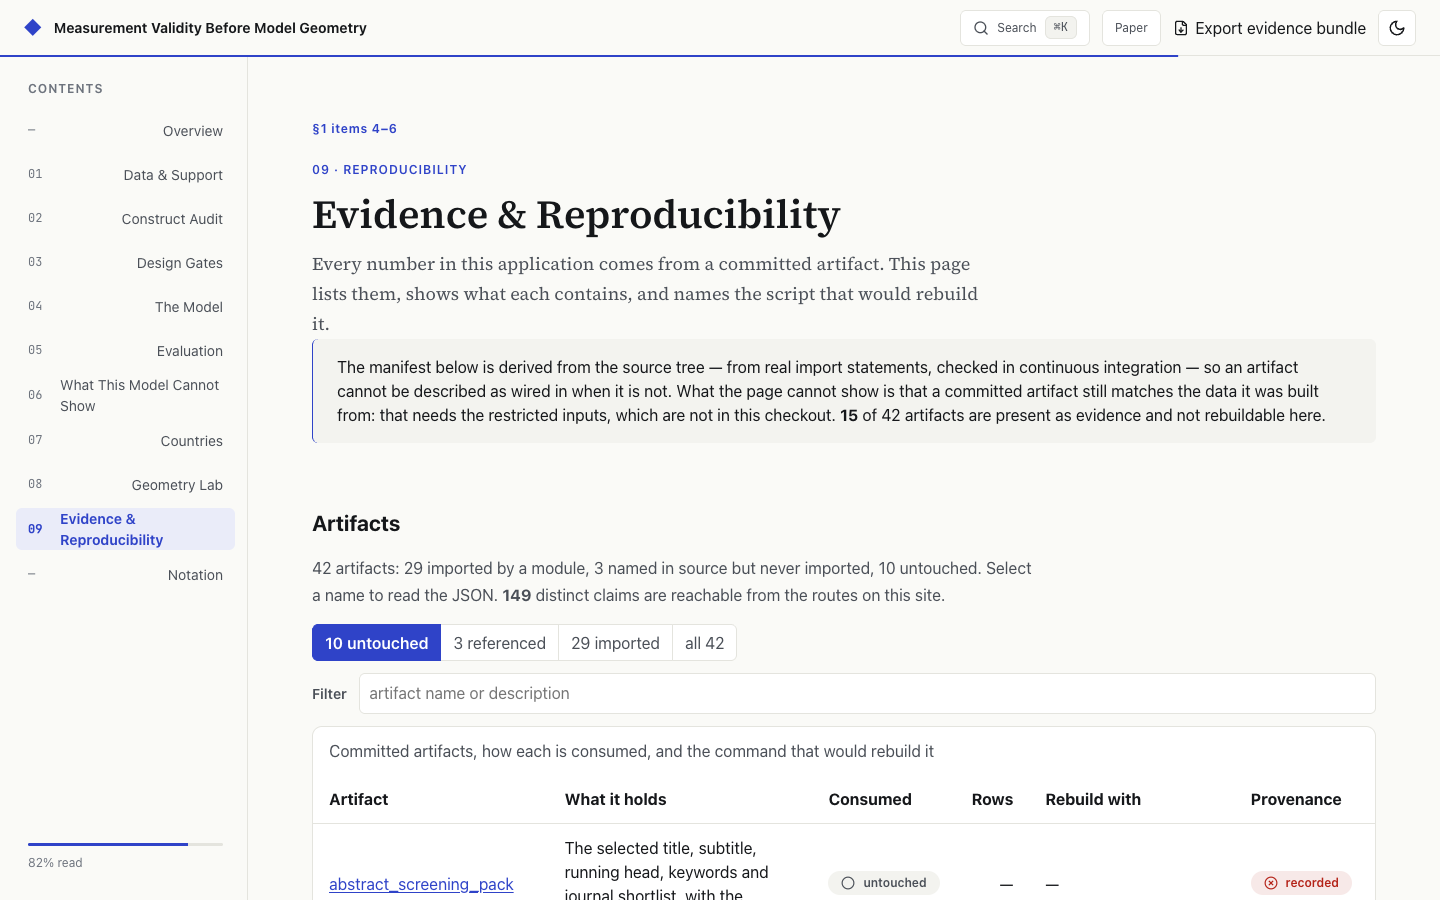 Measurement Validity Before Model Geometry
Search ⌘K
Paper
Export evidence bundle
CONTENTS
— Overview
01 Data & Support
02 Construct Audit
03 Design Gates
04 The Model
05 Evaluation
06 What This Model Cannot
Show
07 Countries
08 Geometry Lab
09 Evidence &
Reproducibility
— Notation
82% read
§1 items 4–6
09 · REPRODUCIBILITY
Evidence & Reproducibility
Every number in this application comes from a committed artifact. This page
lists them, shows what each contains, and names the script that would rebuild
it.
The manifest below is derived from the source tree — from real import statements, checked in continuous integration — so an artifact
cannot be described as wired in when it is not. What the page cannot show is that a committed artifact still matches the data it was built
from: that needs the restricted inputs, which are not in this checkout. 15 of 42 artifacts are present as evidence and not rebuildable here.
Artifacts
42 artifacts: 29 imported by a module, 3 named in source but never imported, 10 untouched. Select
a name to read the JSON. 149 distinct claims are reachable from the routes on this site.
10 untouched 3 referenced 29 imported all 42
Filter artifact name or description
Committed artifacts, how each is consumed, and the command that would rebuild it
Artifact What it holds Consumed Rows Rebuild with Provenance
The selected title, subtitle,
running head, keywords and
abstract_screening_pack untouched — — recorded
journal shortlist, with the